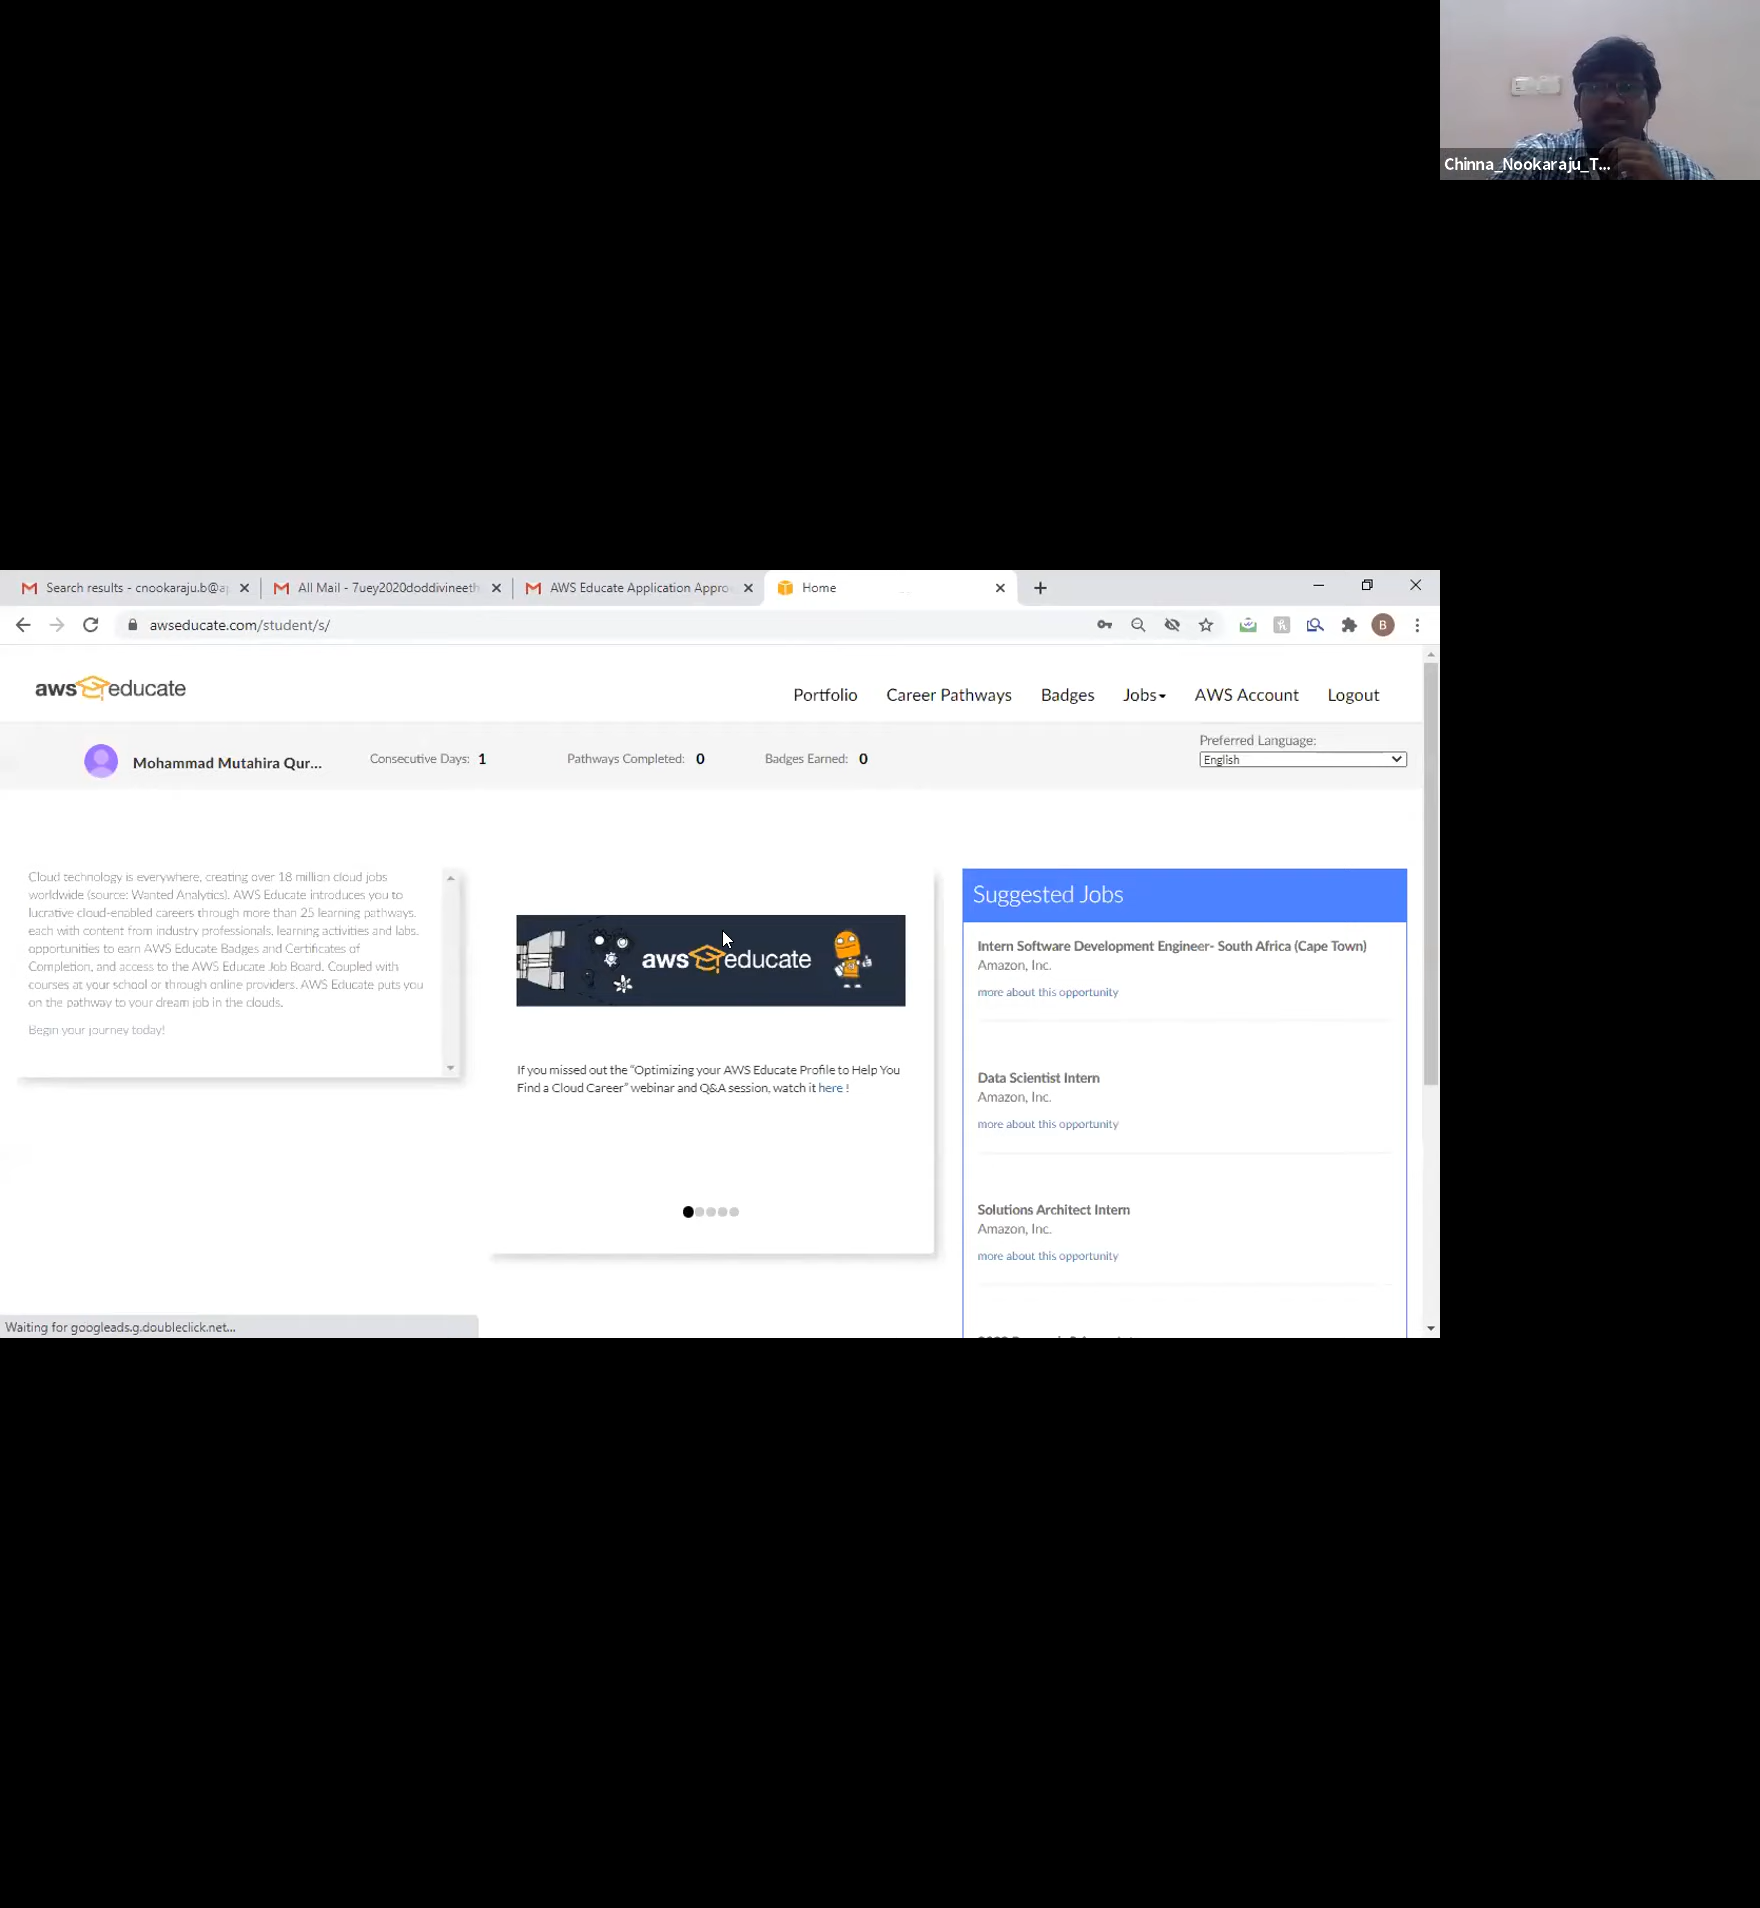 Chinna_Nookaraju_T...
Search results - cnookaraju.b@a
All Mail - 7uey2020doddivineeth
AWS Educate Application Appro
Home
awseducate.com/student/s/
B
aws educate
Portfolio
Career Pathways
Badges
Jobs
AWS Account
Logout
Mohammad Mutahira Qur...
Consecutive Days: 1
Pathways Completed: 0
Badges Earned: 0
Preferred Language:
English
Cloud technology is everywhere, creating over 18 million cloud jobs
worldwide (source: Wanted Analytics). AWS Educate introduces you to
lucrative cloud-enabled careers through more than 25 learning pathways,
each with content from industry professionals, learning activities and labs,
opportunities to earn AWS Educate Badges and Certificates of
Completion, and access to the AWS Educate Job Board. Coupled with
courses at your school or through online providers, AWS Educate puts you
on the pathway to your dream job in the clouds.
Begin your journey today!
aws educate
If you missed out the "Optimizing your AWS Educate Profile to Help You
Find a Cloud Career" webinar and Q&A session, watch it here !
Suggested Jobs
Intern Software Development Engineer- South Africa (Cape Town)
Amazon, Inc.
more about this opportunity
Data Scientist Intern
Amazon, Inc.
more about this opportunity
Solutions Architect Intern
Amazon, Inc.
more about this opportunity
Waiting for googleads.g.doubleclick.net...